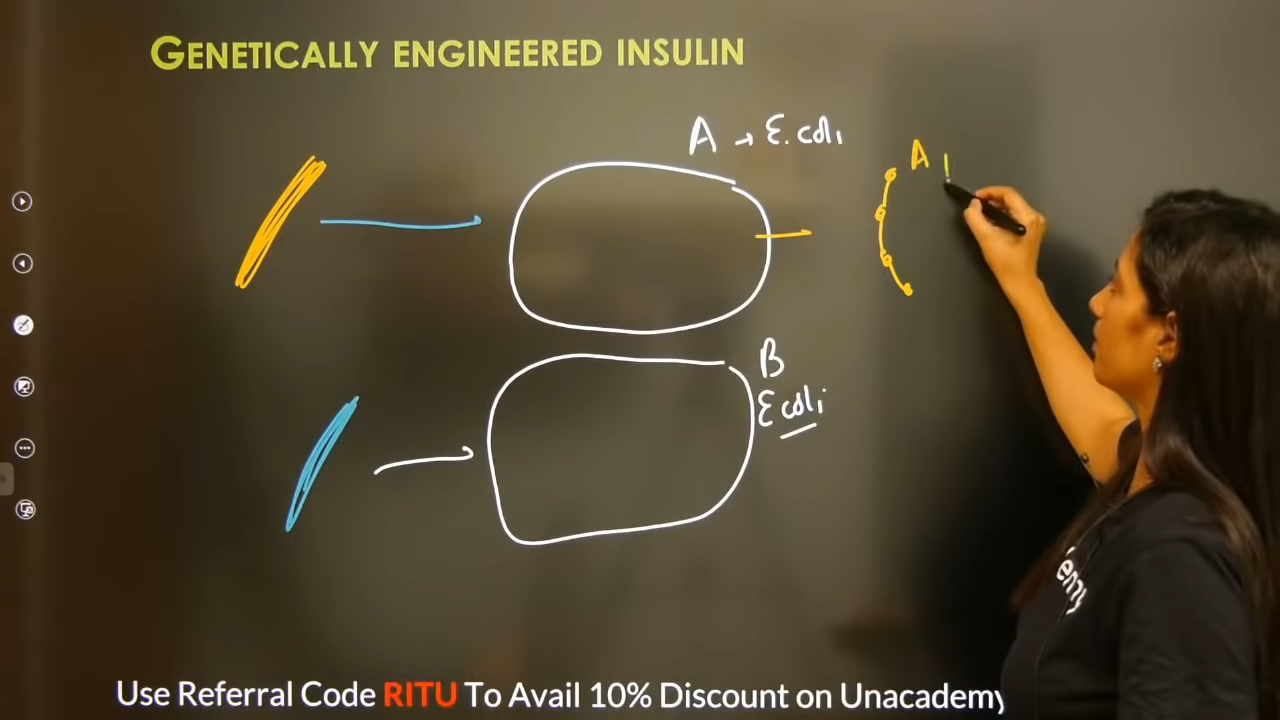 GENETICALLY ENGINEERED INSULIN
A → E.coli
A
B
E coli
Use Referral Code RITU To Avail 10% Discount on Unacademy